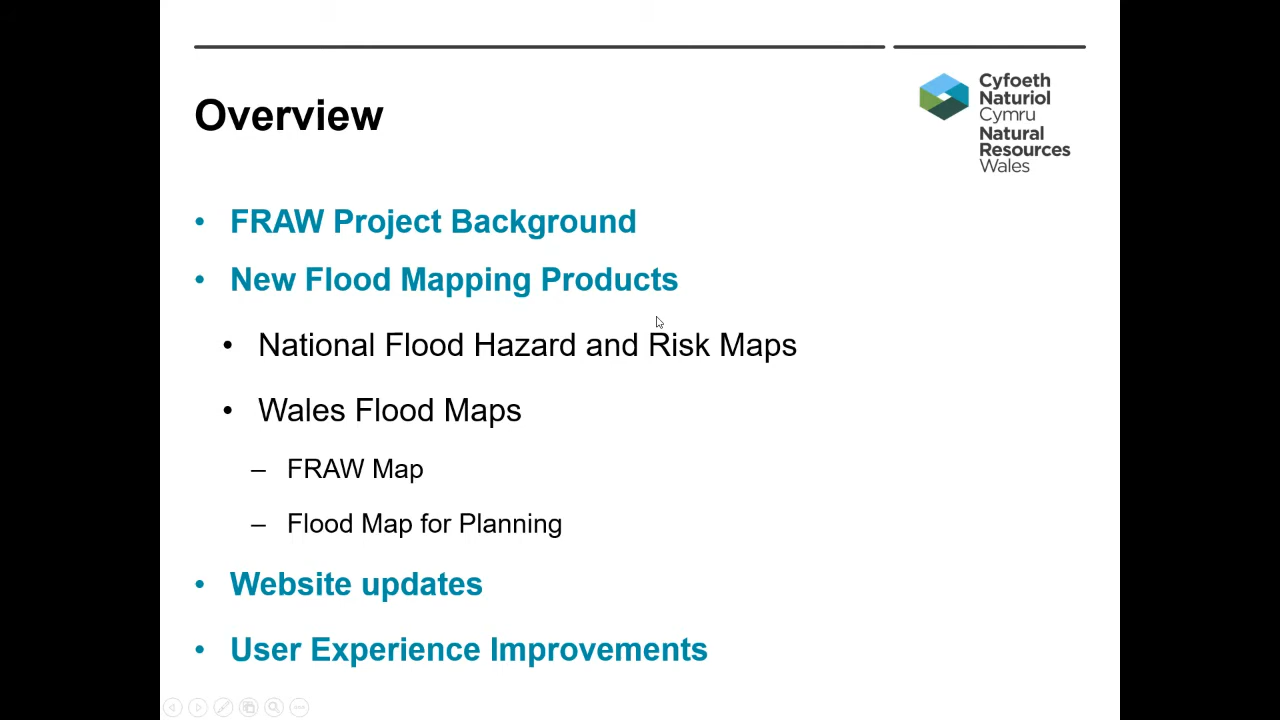 Overview
Cyfoeth
Naturiol
Cymru
Natural
Resources
Wales
• FRAW Project Background
• New Flood Mapping Products
• National Flood Hazard and Risk Maps
• Wales Flood Maps
– FRAW Map
– Flood Map for Planning
• Website updates
• User Experience Improvements